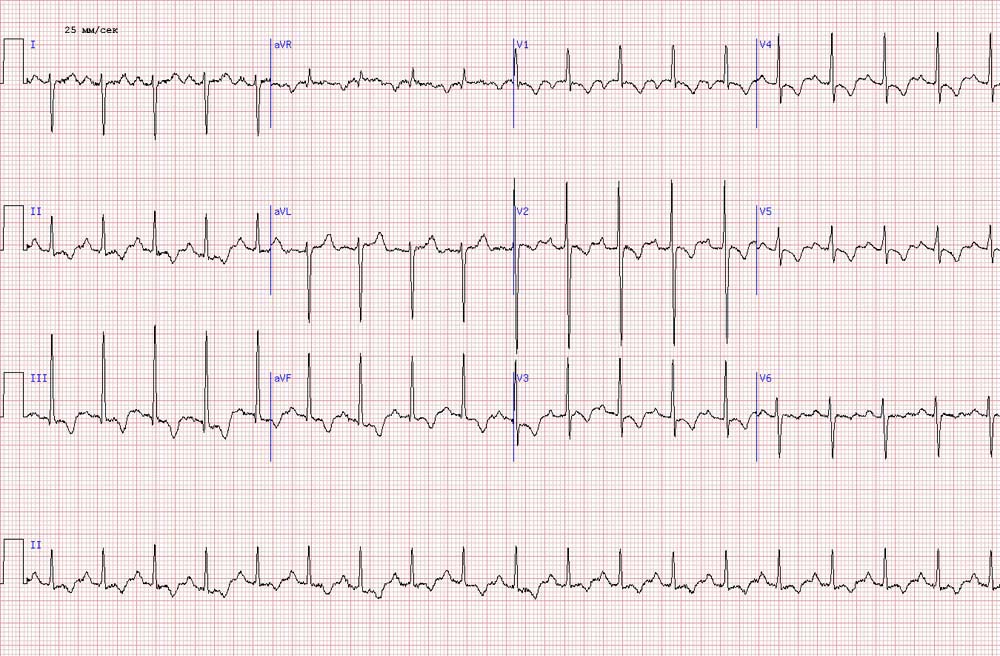 25 мм/сек
I aVR V1 V4
II aVL V2 V5
III aVF V3 V6
II